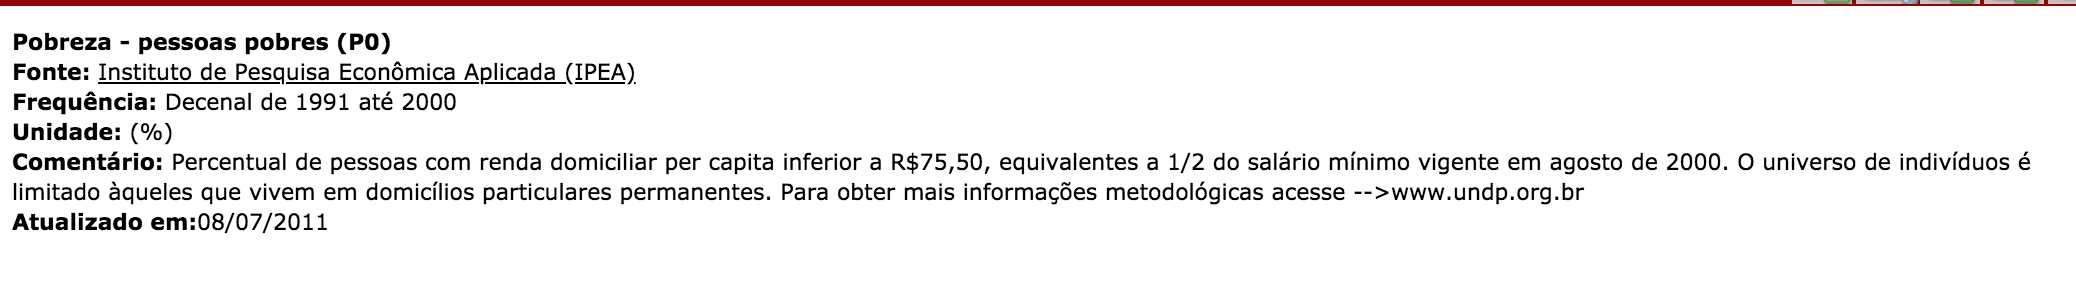 Pobreza - pessoas pobres (P0)
Fonte: Instituto de Pesquisa Econômica Aplicada (IPEA)
Frequência: Decenal de 1991 até 2000
Unidade: (%)
Comentário: Percentual de pessoas com renda domiciliar per capita inferior a R$75,50, equivalentes a 1/2 do salário mínimo vigente em agosto de 2000. O universo de indivíduos é
limitado àqueles que vivem em domicílios particulares permanentes. Para obter mais informações metodológicas acesse -->www.undp.org.br
Atualizado em:08/07/2011